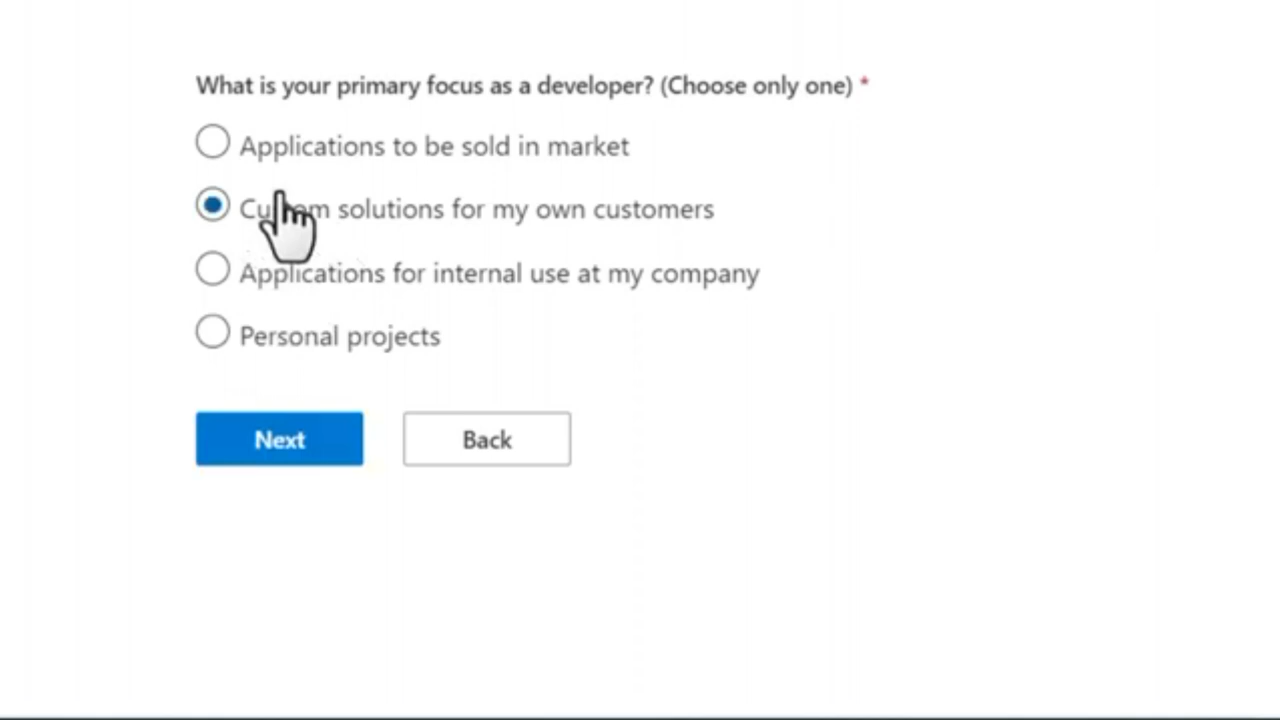 What is your primary focus as a developer? (Choose only one) *
Applications to be sold in market
Custom solutions for my own customers
Applications for internal use at my company
Personal projects
Next
Back